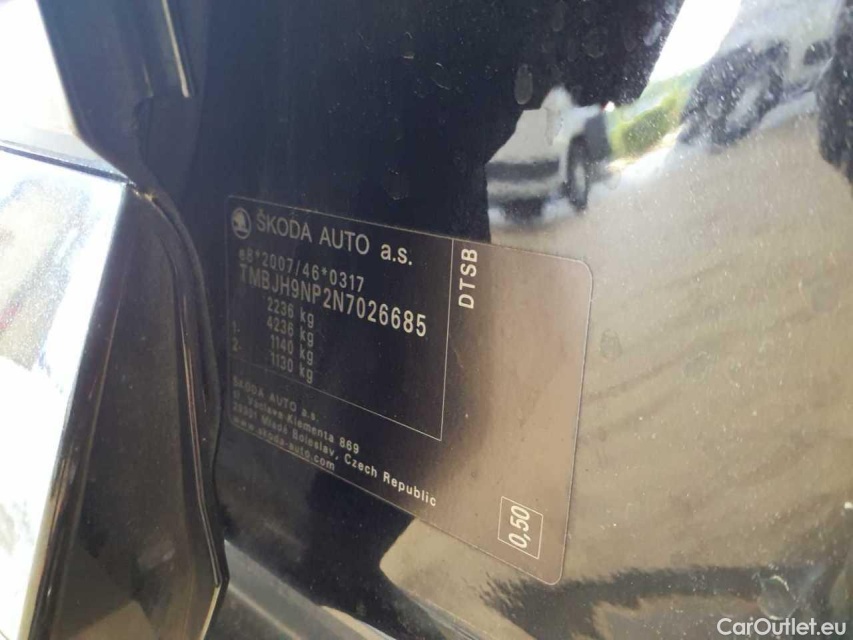 ŠKODA AUTO a.s.
e8*2007/46*0317
TMBJH9NP2N7026685
2236 kg
4236 kg
1- 1140 kg
2- 1130 kg
DTSB
ŠKODA AUTO a.s.
tř. Václava Klementa 869
29301 Mladá Boleslav, Czech Republic
www.skoda-auto.com
0,50
CarOutlet.eu